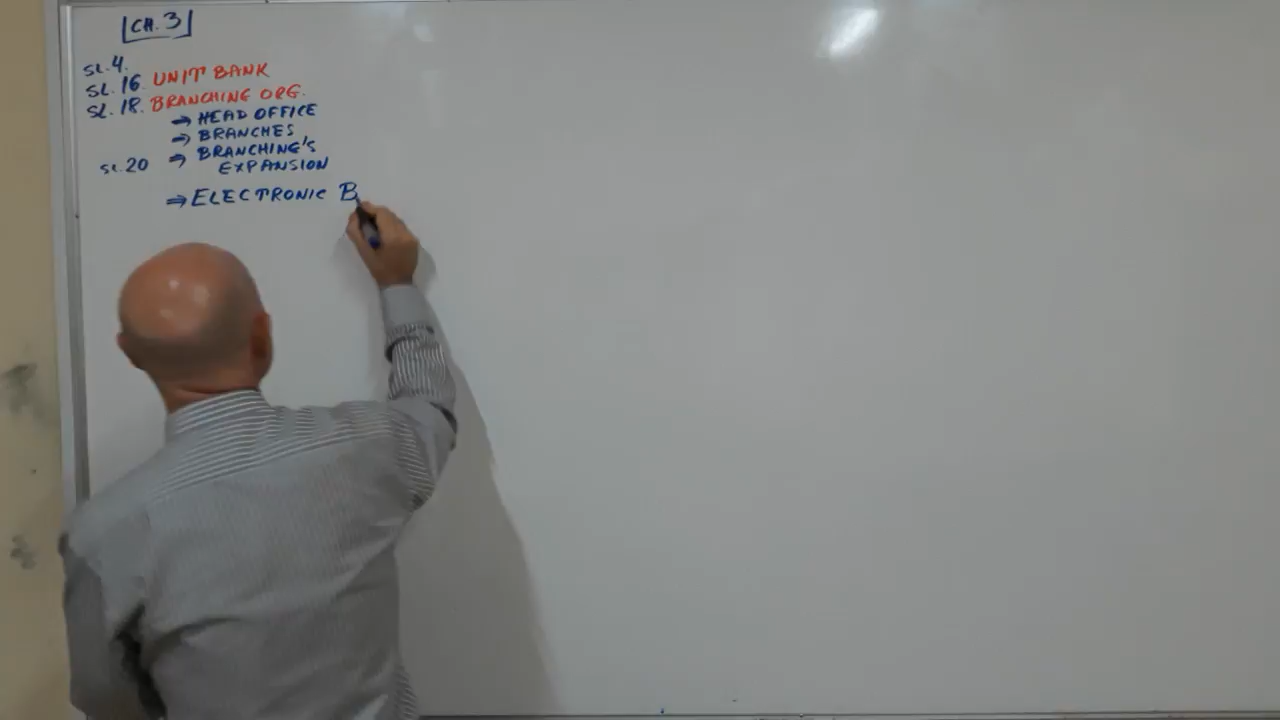 CH. 3
SL. 4.
SL. 16. UNIT BANK
SL. 18. BRANCHING ORG.
⇒ HEAD OFFICE
⇒ BRANCHES
SL. 20 ⇒ BRANCHING'S
EXPANSION
⇒ ELECTRONIC B